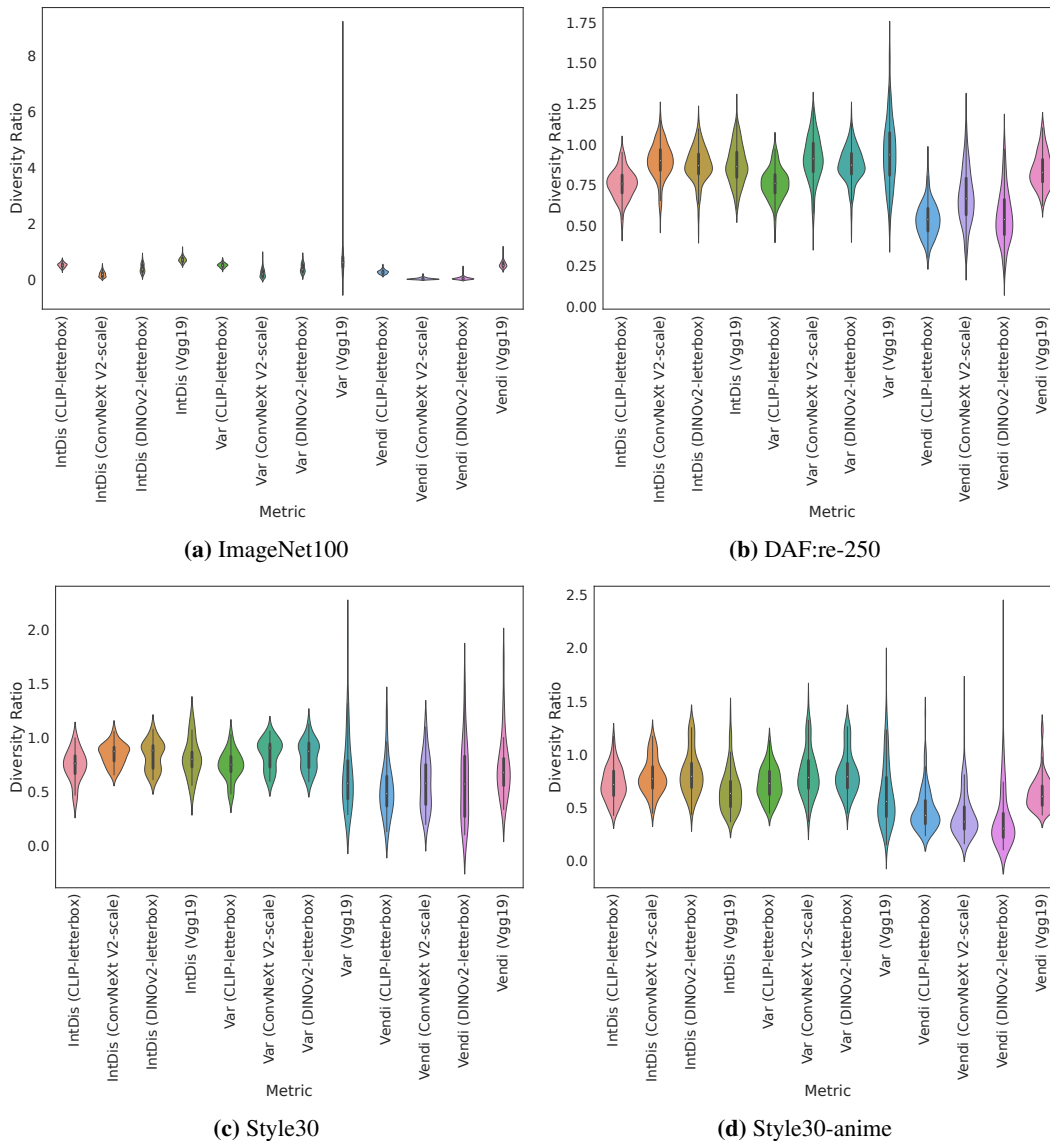 8
6
4
2
0
Diversity Ratio
IntDis (CLIP-letterbox)
IntDis (ConvNeXt V2-scale)
IntDis (DINOv2-letterbox)
IntDis (Vgg19)
Var (CLIP-letterbox)
Var (ConvNeXt V2-scale)
Var (DINOv2-letterbox)
Var (Vgg19)
Vendi (CLIP-letterbox)
Vendi (ConvNeXt V2-scale)
Vendi (DINOv2-letterbox)
Vendi (Vgg19)
Metric
(a) ImageNet100
1.75
1.50
1.25
1.00
0.75
0.50
0.25
0.00
Diversity Ratio
IntDis (CLIP-letterbox)
IntDis (ConvNeXt V2-scale)
IntDis (DINOv2-letterbox)
IntDis (Vgg19)
Var (CLIP-letterbox)
Var (ConvNeXt V2-scale)
Var (DINOv2-letterbox)
Var (Vgg19)
Vendi (CLIP-letterbox)
Vendi (ConvNeXt V2-scale)
Vendi (DINOv2-letterbox)
Vendi (Vgg19)
Metric
(b) DAF:re-250
2.0
1.5
1.0
0.5
0.0
Diversity Ratio
IntDis (CLIP-letterbox)
IntDis (ConvNeXt V2-scale)
IntDis (DINOv2-letterbox)
IntDis (Vgg19)
Var (CLIP-letterbox)
Var (ConvNeXt V2-scale)
Var (DINOv2-letterbox)
Var (Vgg19)
Vendi (CLIP-letterbox)
Vendi (ConvNeXt V2-scale)
Vendi (DINOv2-letterbox)
Vendi (Vgg19)
Metric
(c) Style30
2.5
2.0
1.5
1.0
0.5
0.0
Diversity Ratio
IntDis (CLIP-letterbox)
IntDis (ConvNeXt V2-scale)
IntDis (DINOv2-letterbox)
IntDis (Vgg19)
Var (CLIP-letterbox)
Var (ConvNeXt V2-scale)
Var (DINOv2-letterbox)
Var (Vgg19)
Vendi (CLIP-letterbox)
Vendi (ConvNeXt V2-scale)
Vendi (DINOv2-letterbox)
Vendi (Vgg19)
Metric
(d) Style30-anime